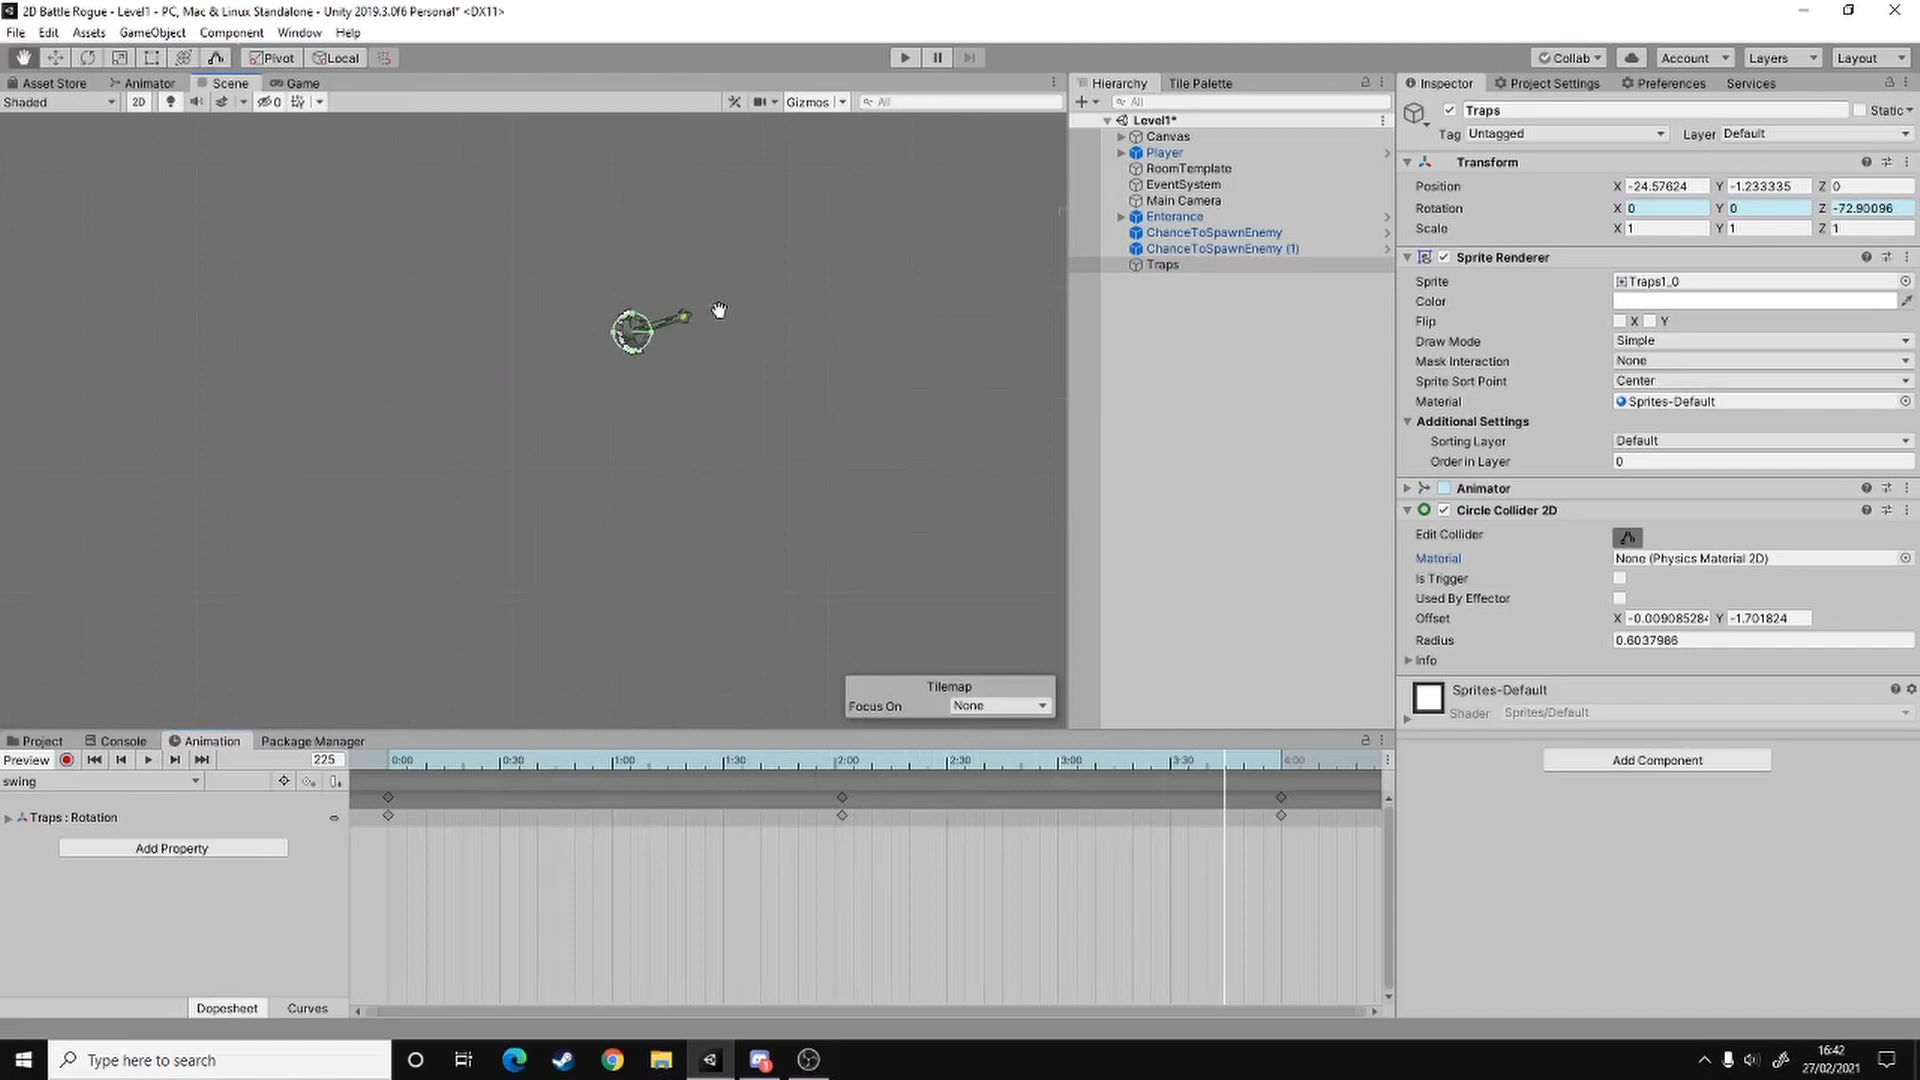 2D Battle Rogue - Level1 - PC, Mac & Linux Standalone - Unity 2019.3.0f6 Personal* <DX11>
File Edit Assets GameObject Component Window Help
Pivot Local Collab Account Layers Layout
Asset Store Animator Scene Game
Shaded 2D 0 Gizmos All
Hierarchy Tile Palette
All
Level1*
Canvas
Player
RoomTemplate
EventSystem
Main Camera
Enterance
ChanceToSpawnEnemy
ChanceToSpawnEnemy (1)
Traps
Inspector Project Settings Preferences Services
Traps Static
Tag Untagged Layer Default
Transform
Position X -24.57624 Y -1.233335 Z 0
Rotation X 0 Y 0 Z -72.90096
Scale X 1 Y 1 Z 1
Sprite Renderer
Sprite Traps1_0
Color
Flip X Y
Draw Mode Simple
Mask Interaction None
Sprite Sort Point Center
Material Sprites-Default
Additional Settings
Sorting Layer Default
Order in Layer 0
Animator
Circle Collider 2D
Edit Collider
Material None (Physics Material 2D)
Is Trigger
Used By Effector
Offset X -0.009085284 Y -1.701824
Radius 0.6037986
Info
Sprites-Default
Shader Sprites/Default
Add Component
Tilemap
Focus On None
Project Console Animation Package Manager
Preview 225 0:00 0:30 1:00 1:30 2:00 2:30 3:00 3:30 4:00
swing
Traps : Rotation
Add Property
Dopesheet Curves
Type here to search
16:42
27/02/2021